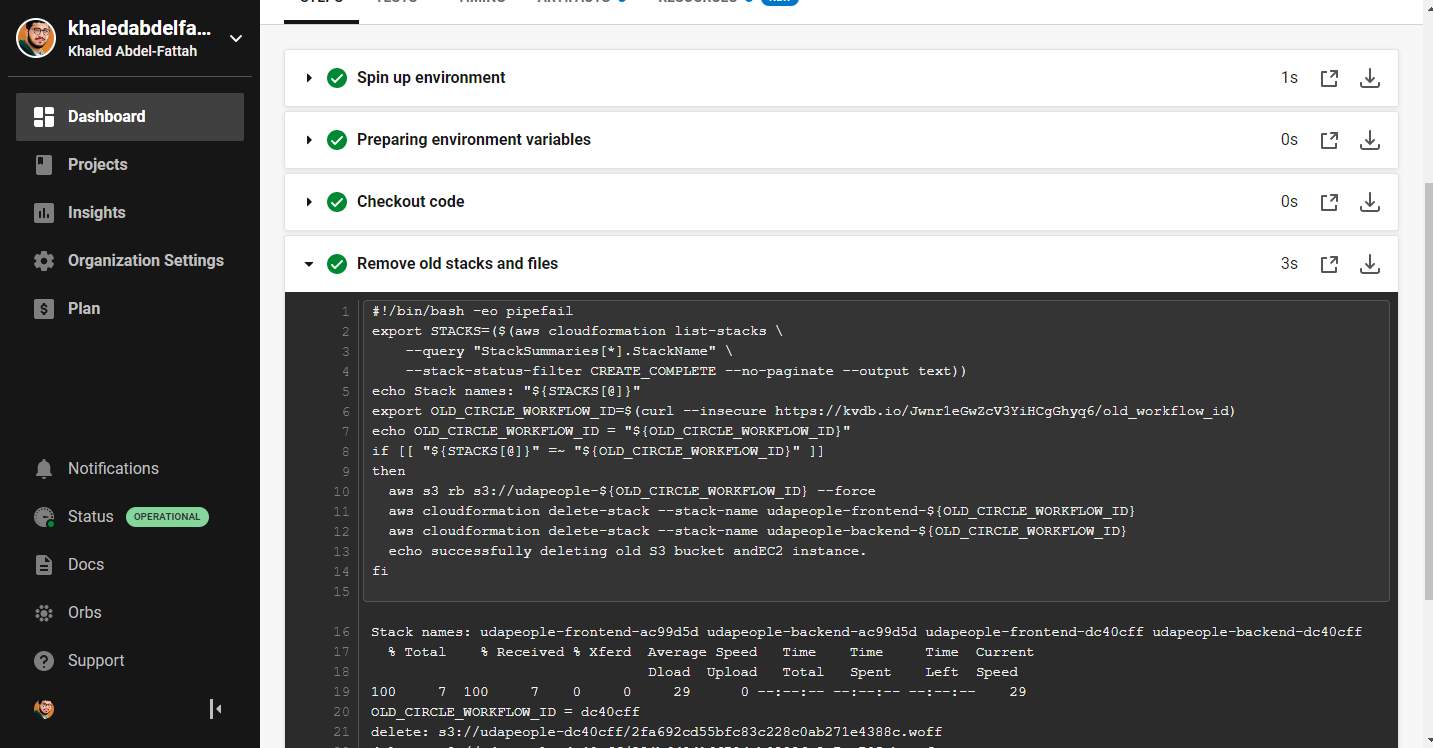 khaledabdelfa...
Khaled Abdel-Fattah
Dashboard
Projects
Insights
Organization Settings
Plan
Notifications
Status OPERATIONAL
Docs
Orbs
Support
STEPS TESTS TIMING ARTIFACTS RESOURCES NEW
Spin up environment 1s
Preparing environment variables 0s
Checkout code 0s
Remove old stacks and files 3s
1 #!/bin/bash -eo pipefail
2 export STACKS=($(aws cloudformation list-stacks \
3 --query "StackSummaries[*].StackName" \
4 --stack-status-filter CREATE_COMPLETE --no-paginate --output text))
5 echo Stack names: "${STACKS[@]}"
6 export OLD_CIRCLE_WORKFLOW_ID=$(curl --insecure https://kvdb.io/Jwnr1eGwZcV3YiHCgGhyq6/old_workflow_id)
7 echo OLD_CIRCLE_WORKFLOW_ID = "${OLD_CIRCLE_WORKFLOW_ID}"
8 if [[ "${STACKS[@]}" =~ "${OLD_CIRCLE_WORKFLOW_ID}" ]]
9 then
10 aws s3 rb s3://udapeople-${OLD_CIRCLE_WORKFLOW_ID} --force
11 aws cloudformation delete-stack --stack-name udapeople-frontend-${OLD_CIRCLE_WORKFLOW_ID}
12 aws cloudformation delete-stack --stack-name udapeople-backend-${OLD_CIRCLE_WORKFLOW_ID}
13 echo successfully deleting old S3 bucket andEC2 instance.
14 fi
15
16 Stack names: udapeople-frontend-ac99d5d udapeople-backend-ac99d5d udapeople-frontend-dc40cff udapeople-backend-dc40cff
17 % Total % Received % Xferd Average Speed Time Time Time Current
18 Dload Upload Total Spent Left Speed
19 100 7 100 7 0 0 29 0 --:--:-- --:--:-- --:--:-- 29
20 OLD_CIRCLE_WORKFLOW_ID = dc40cff
21 delete: s3://udapeople-dc40cff/2fa692cd55bfc83c228c0ab271e4388c.woff